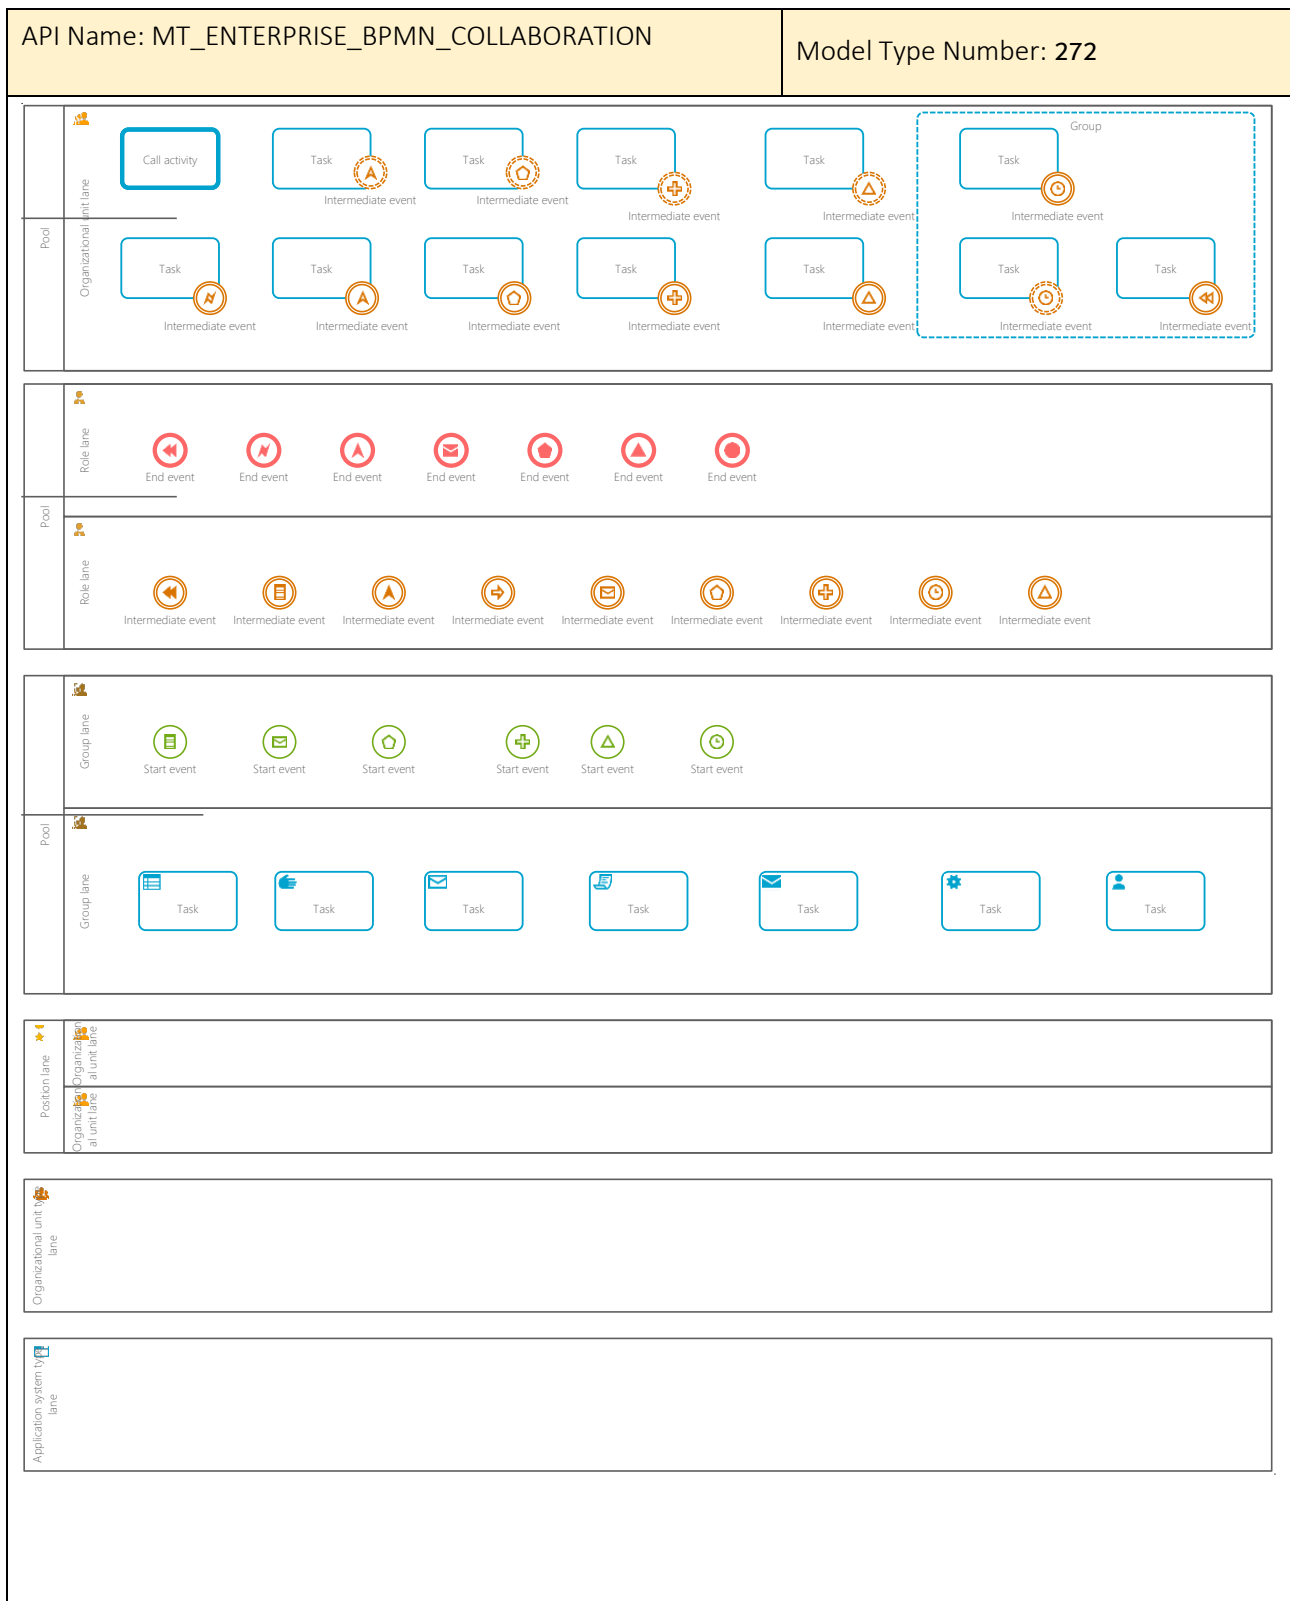 API Name: MT_ENTERPRISE_BPMN_COLLABORATION
Model Type Number: 272
Pool
Organizational unit lane
Group
Call activity
Task
Task
Task
Task
Task
Intermediate event
Intermediate event
Intermediate event
Intermediate event
Intermediate event
Task
Task
Task
Task
Task
Task
Task
Intermediate event
Intermediate event
Intermediate event
Intermediate event
Intermediate event
Intermediate event
Intermediate event
Pool
Role lane
End event
End event
End event
End event
End event
End event
End event
Role lane
Intermediate event
Intermediate event
Intermediate event
Intermediate event
Intermediate event
Intermediate event
Intermediate event
Intermediate event
Intermediate event
Pool
Group lane
Start event
Start event
Start event
Start event
Start event
Start event
Group lane
Task
Task
Task
Task
Task
Task
Task
Position lane
Organization
al unit lane
Organization
al unit lane
Organizational unit type
lane
Application system type
lane